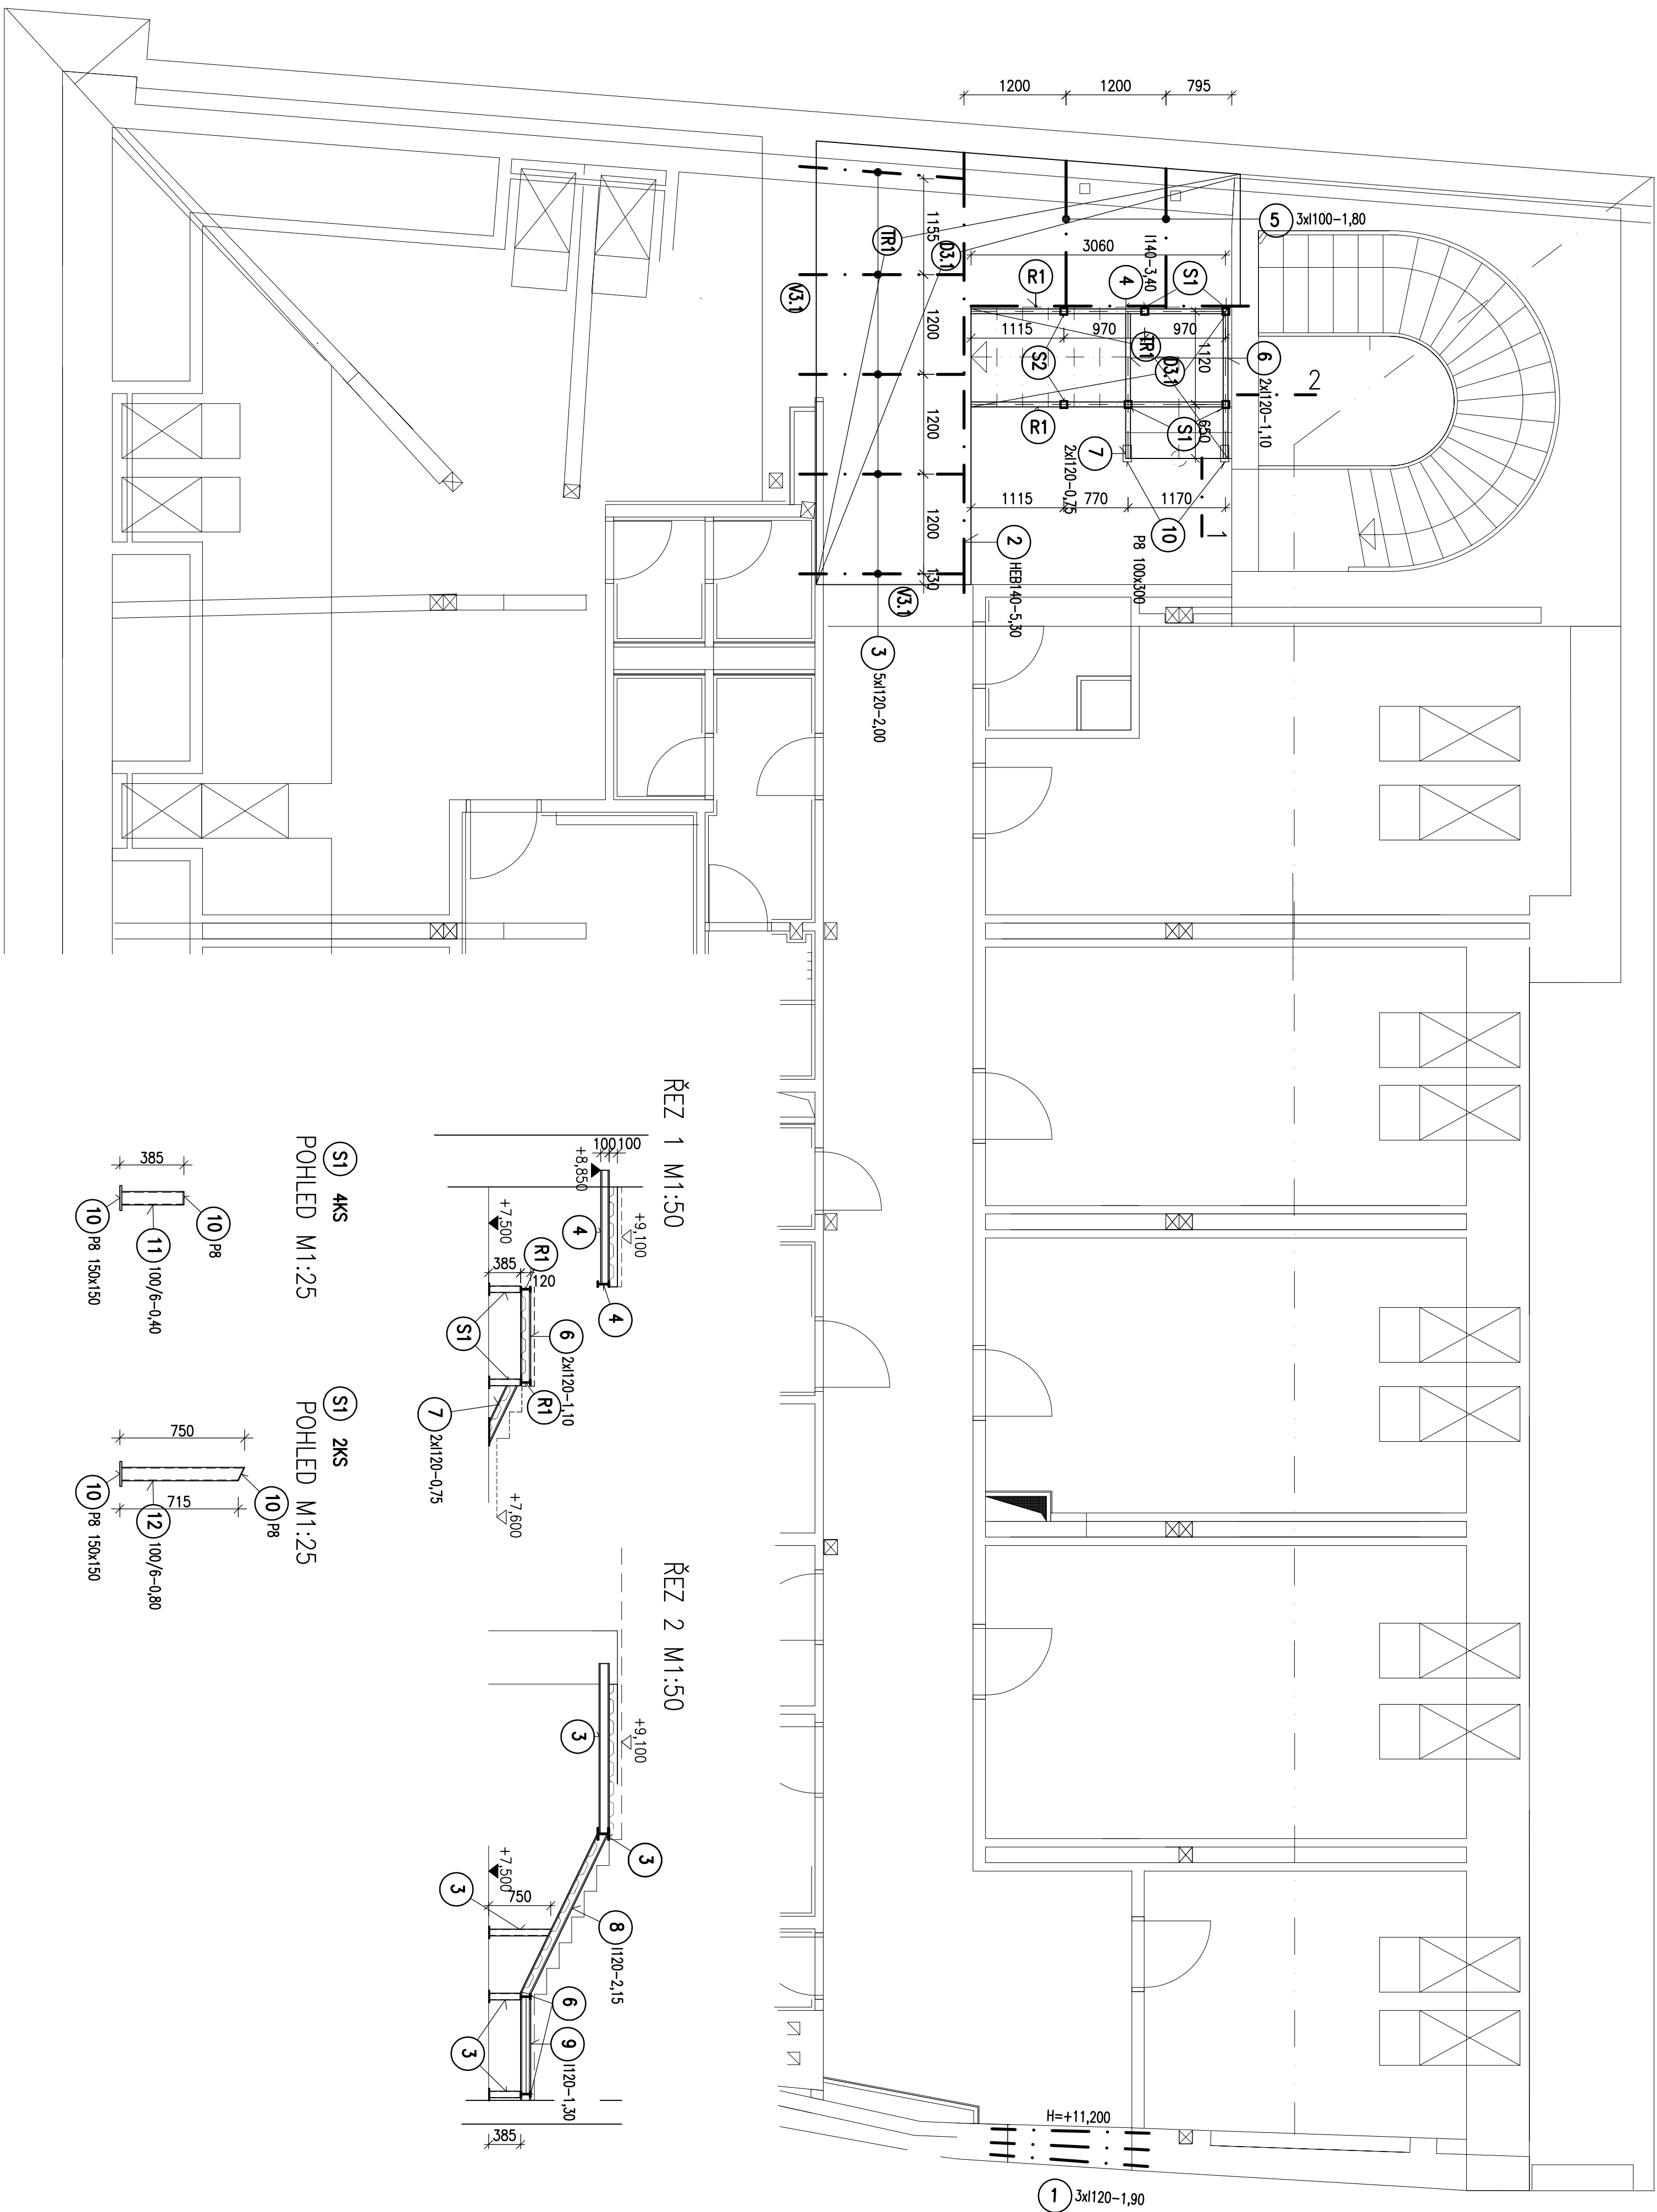 1200
1200
795
5
3xI100-1,80
1155
TR1
D3.1
3060
I140-3,40
R1
4
S1
V3.1
1115
970
970
6
2xI120-1,10
1200
S2
TR1
D3.1
1120
2
R1
S1
650
1200
7
2xI120-0,75
1115
770
1170
10
P8 100x300
1
1200
2
HEB140-5,30
130
V3.1
3
5xI120-2,00
ŘEZ 1 M1:50
100
100
+8,850
+9,100
4
+7,500
385
R1
120
4
S1
6
2xI120-1,10
R1
7
2xI120-0,75
+7,600
S1
4KS
POHLED M1:25
385
10
P8
11
100/6-0,40
10
P8 150x150
S1
2KS
POHLED M1:25
750
10
P8
715
12
100/6-0,80
10
P8 150x150
ŘEZ 2 M1:50
+9,100
3
3
+7,500
3
750
8
I120-2,15
6
3
9
I120-1,30
385
H=+11,200
1
3xI120-1,90